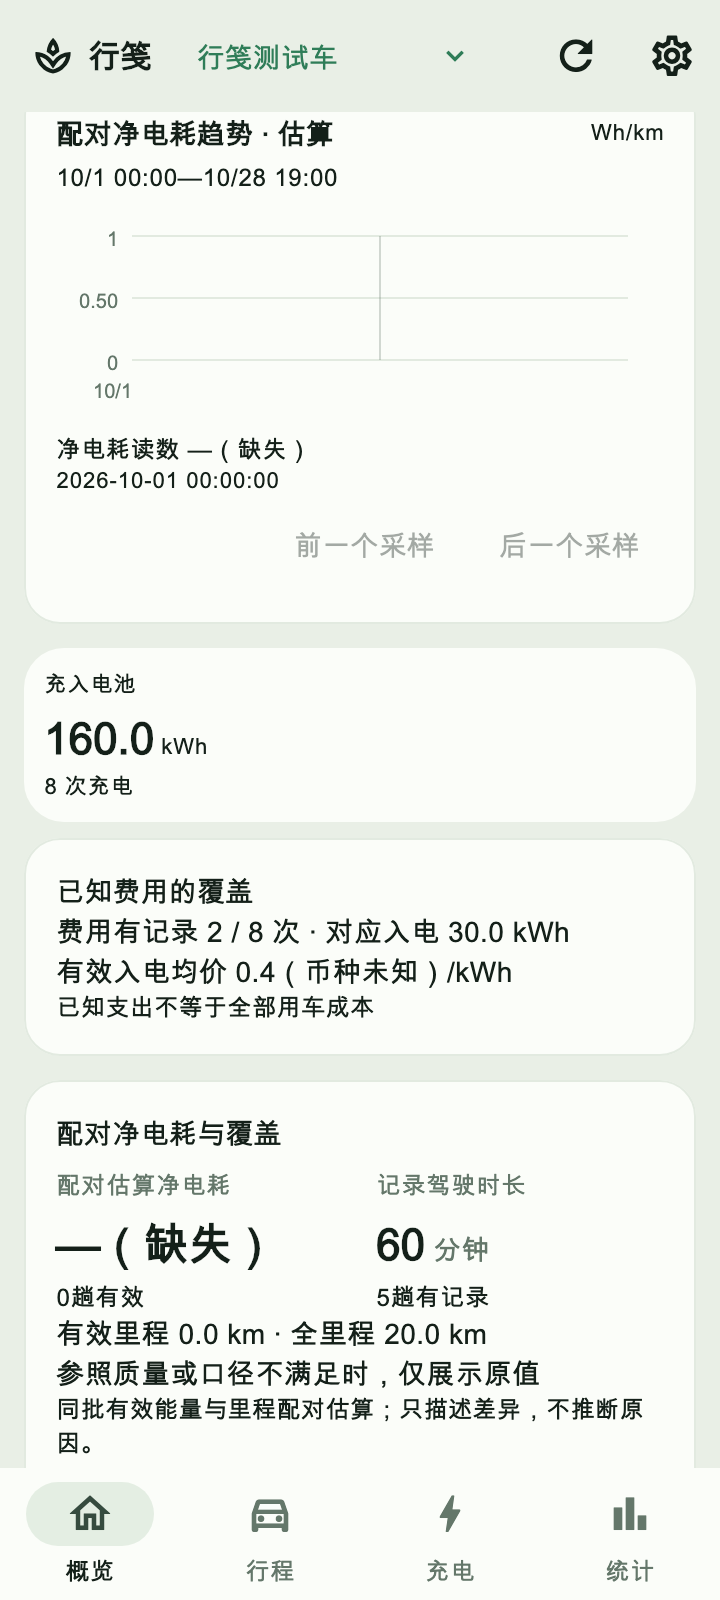 行笺
行笺测试车
配对净电耗趋势 · 估算
Wh/km
10/1 00:00—10/28 19:00
1
0.50
0
10/1
净电耗读数 —（缺失）
2026-10-01 00:00:00
前一个采样
后一个采样
充入电池
160.0 kWh
8 次充电
已知费用的覆盖
费用有记录 2 / 8 次 · 对应入电 30.0 kWh
有效入电均价 0.4（币种未知）/kWh
已知支出不等于全部用车成本
配对净电耗与覆盖
配对估算净电耗
记录驾驶时长
—（缺失）
60 分钟
0趟有效
5趟有记录
有效里程 0.0 km · 全里程 20.0 km
参照质量或口径不满足时，仅展示原值
同批有效能量与里程配对估算；只描述差异，不推断原
因。
概览
行程
充电
统计